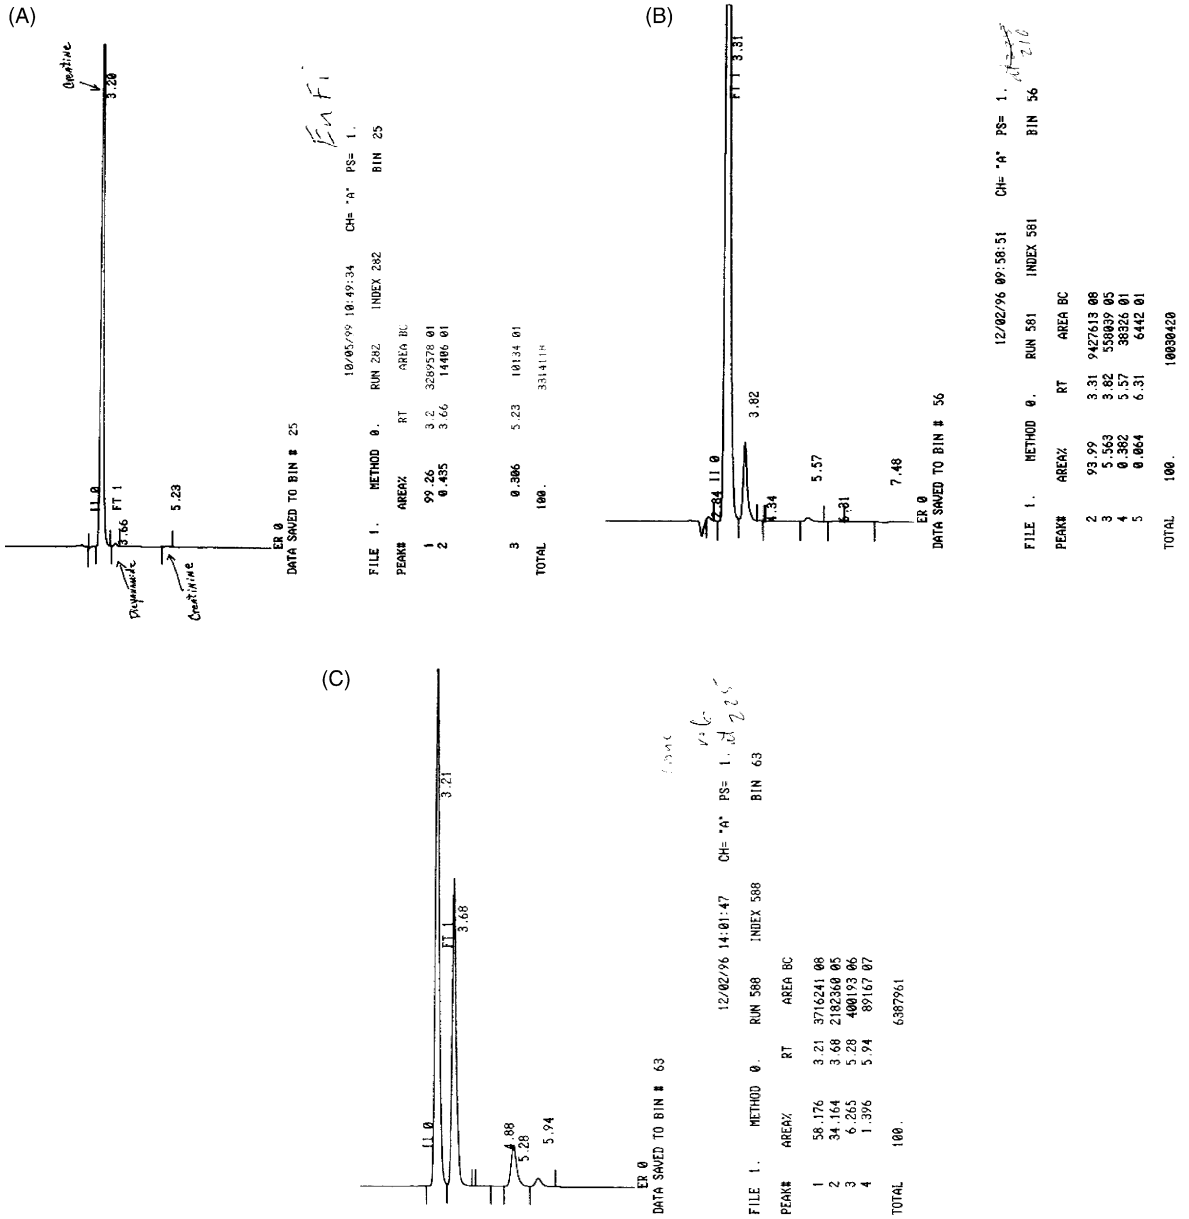 (A)
Creatine
3.20
II 0
FT 1
3.66
5.23
Creatinine
ER 0
DATA SAVED TO BIN # 25
10/05/99 10:49:34 CH= "A" PS= 1.
FILE 1. METHOD 0. RUN 282 INDEX 282 BIN 25
PEAK# AREA% RT AREA BC
1 99.26 3.2 3289578 01
2 0.435 3.66 14406 01
3 0.306 5.23 10134 01
TOTAL 100. 3314118
(B)
3.31
FT 1
2.84
II 0
3.82
4.34
5.57
6.31
7.48
ER 0
DATA SAVED TO BIN # 56
210
12/02/96 09:58:51 CH= "A" PS= 1.
FILE 1. METHOD 0. RUN 581 INDEX 581 BIN 56
PEAK# AREA% RT AREA BC
2 93.99 3.31 9427613 08
3 5.563 3.82 558039 05
4 0.382 5.57 38326 01
5 0.064 6.31 6442 01
TOTAL 100. 10030420
(C)
3.21
II 0
FT 1
3.68
4.88
5.28
5.94
ER 0
DATA SAVED TO BIN # 63
at 225
12/02/96 14:01:47 CH= "A" PS= 1.
FILE 1. METHOD 0. RUN 588 INDEX 588 BIN 63
PEAK# AREA% RT AREA BC
1 58.176 3.21 3716241 08
2 34.164 3.68 2182360 05
3 6.265 5.28 400193 06
4 1.396 5.94 89167 07
TOTAL 100. 6387961